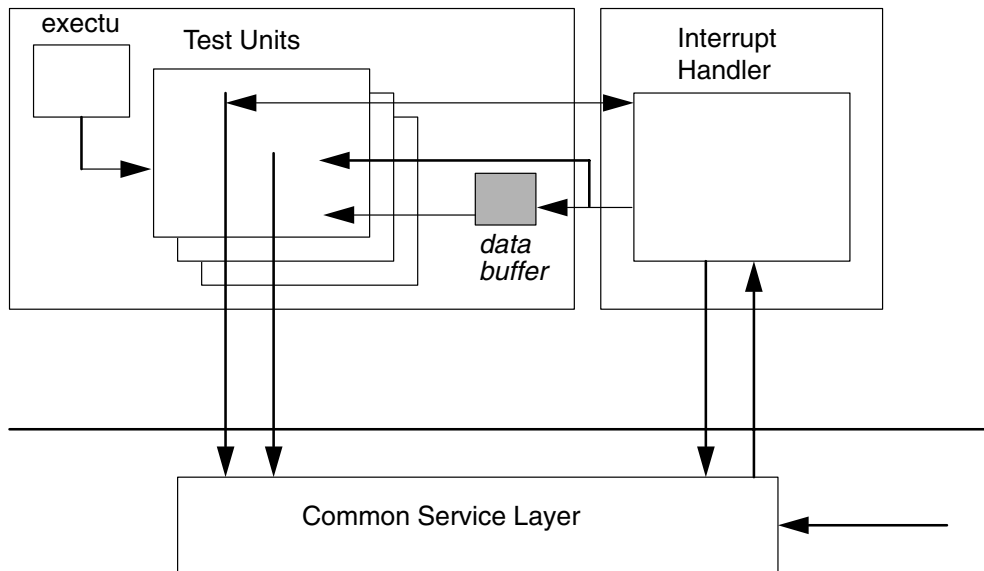 exectu
Test Units
Interrupt
Handler
data
buffer
Common Service Layer